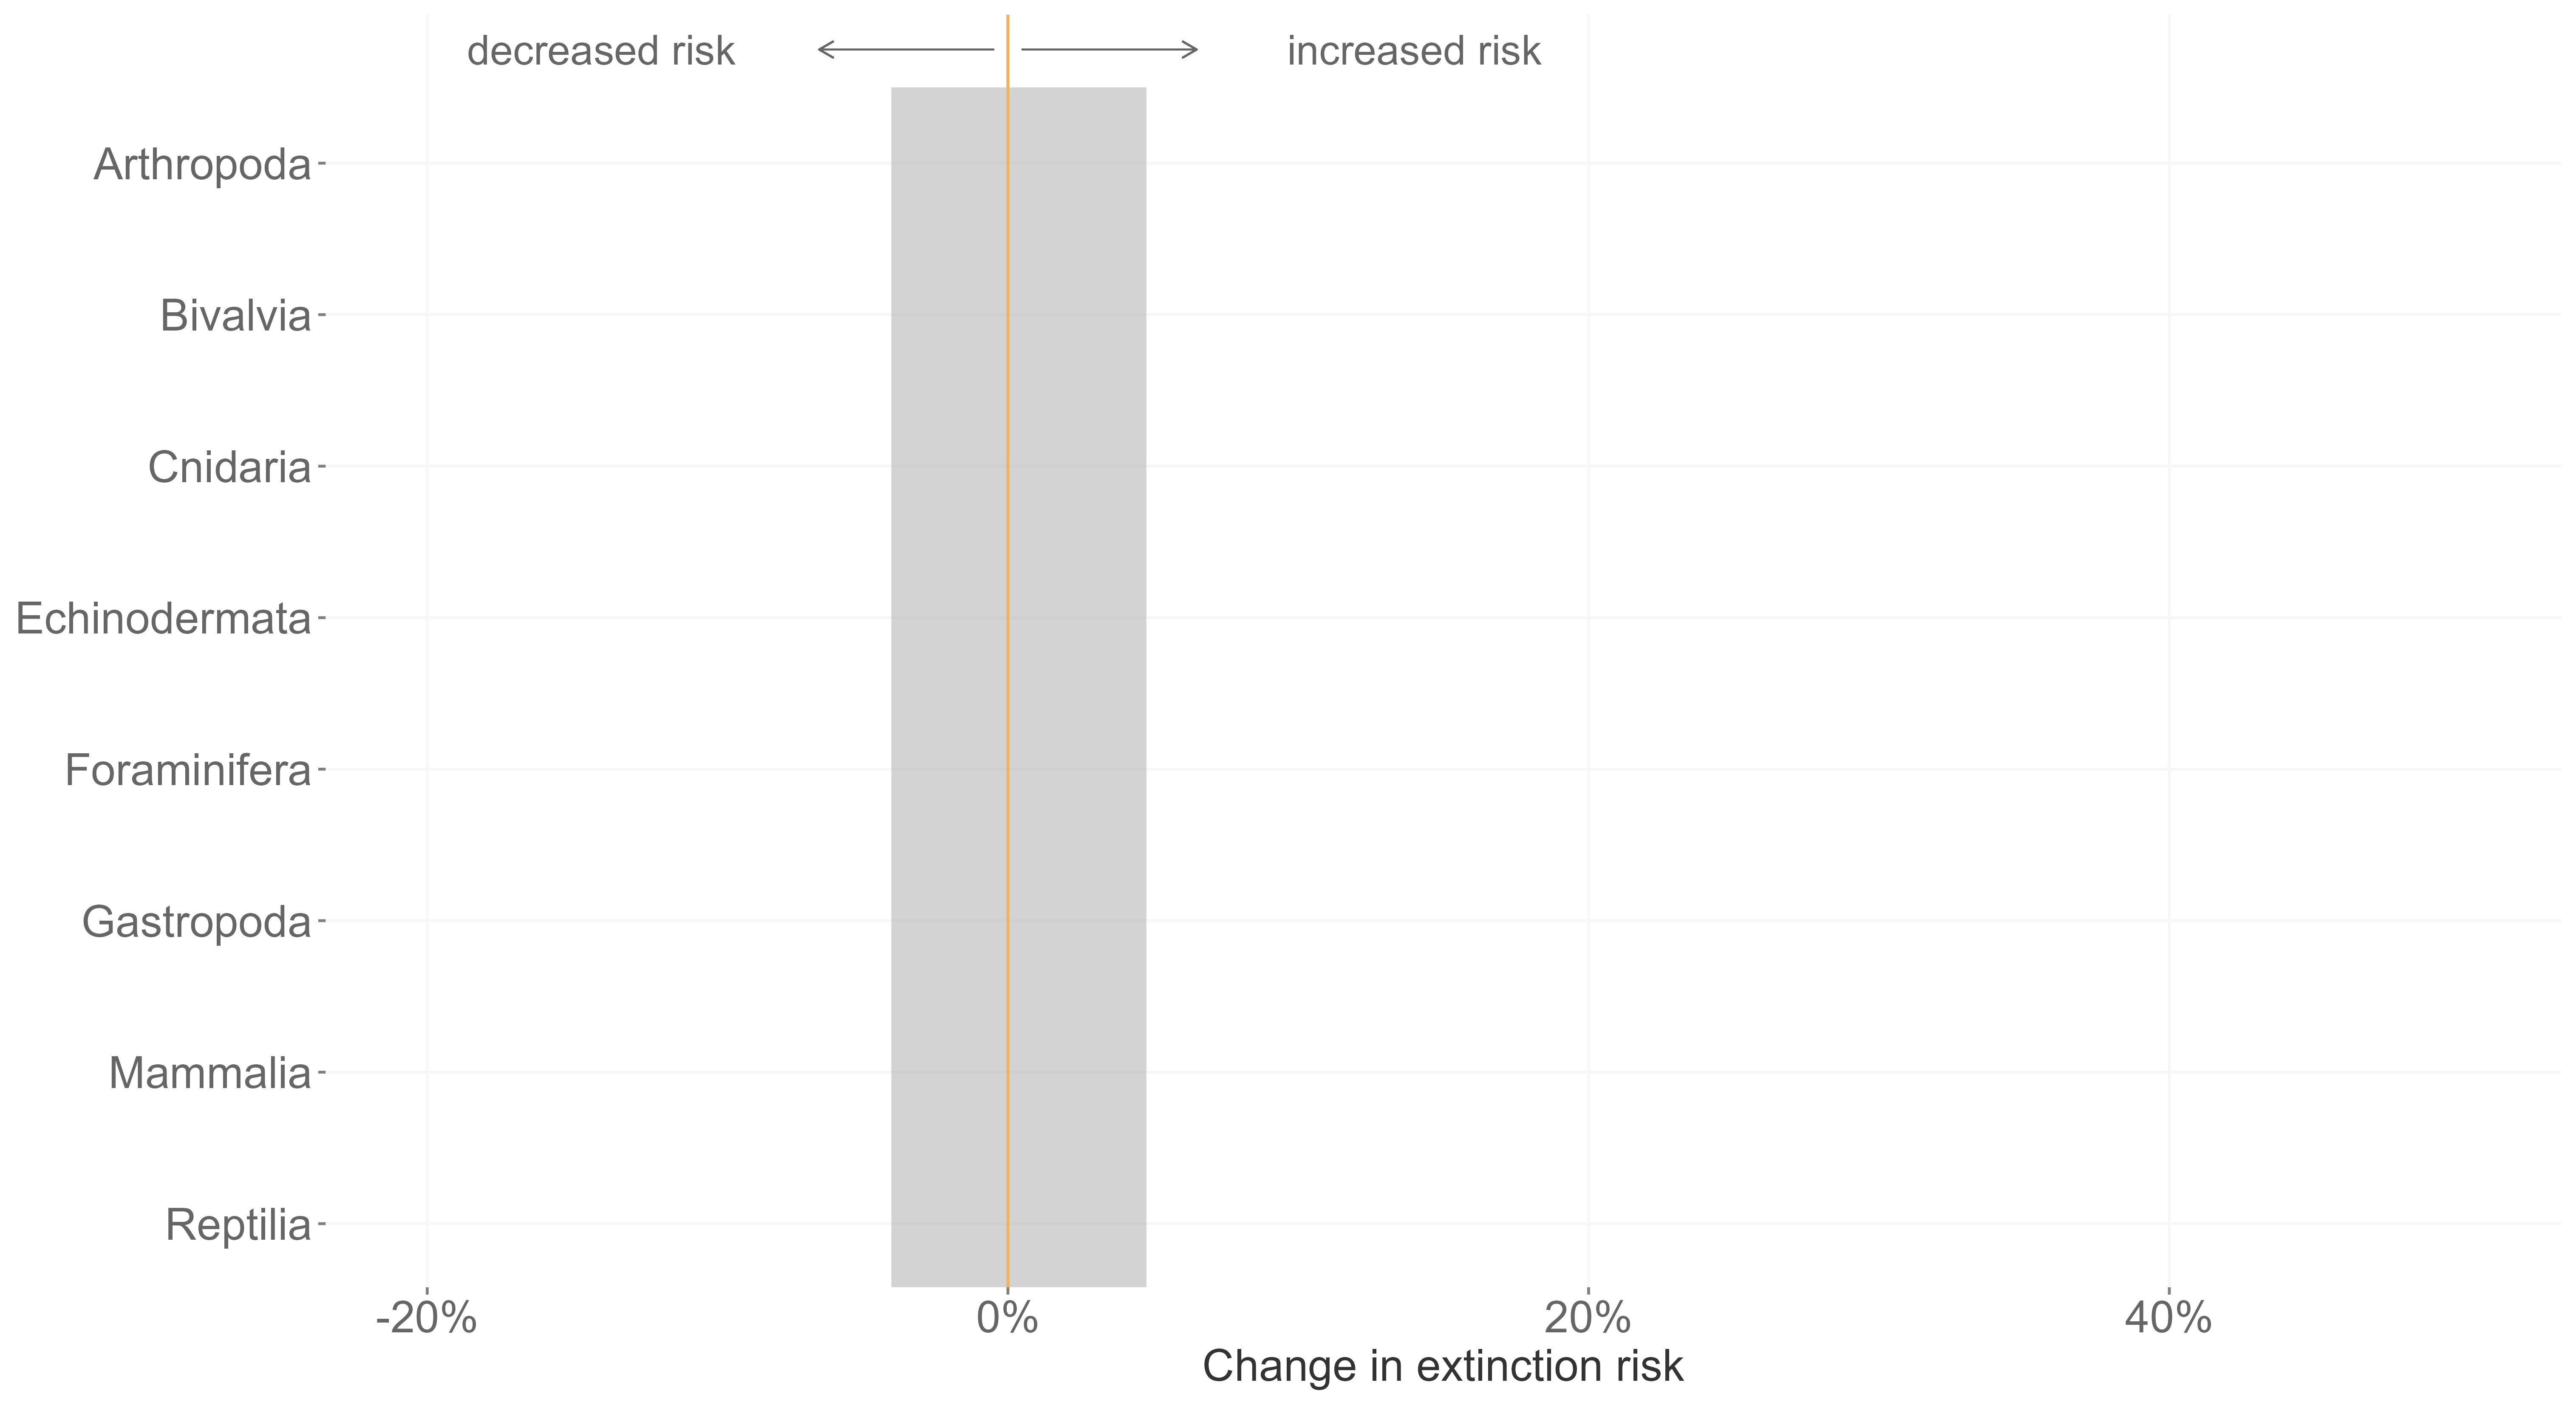 decreased risk
increased risk
Arthropoda
Bivalvia
Cnidaria
Echinodermata
Foraminifera
Gastropoda
Mammalia
Reptilia
-20%
0%
20%
40%
Change in extinction risk